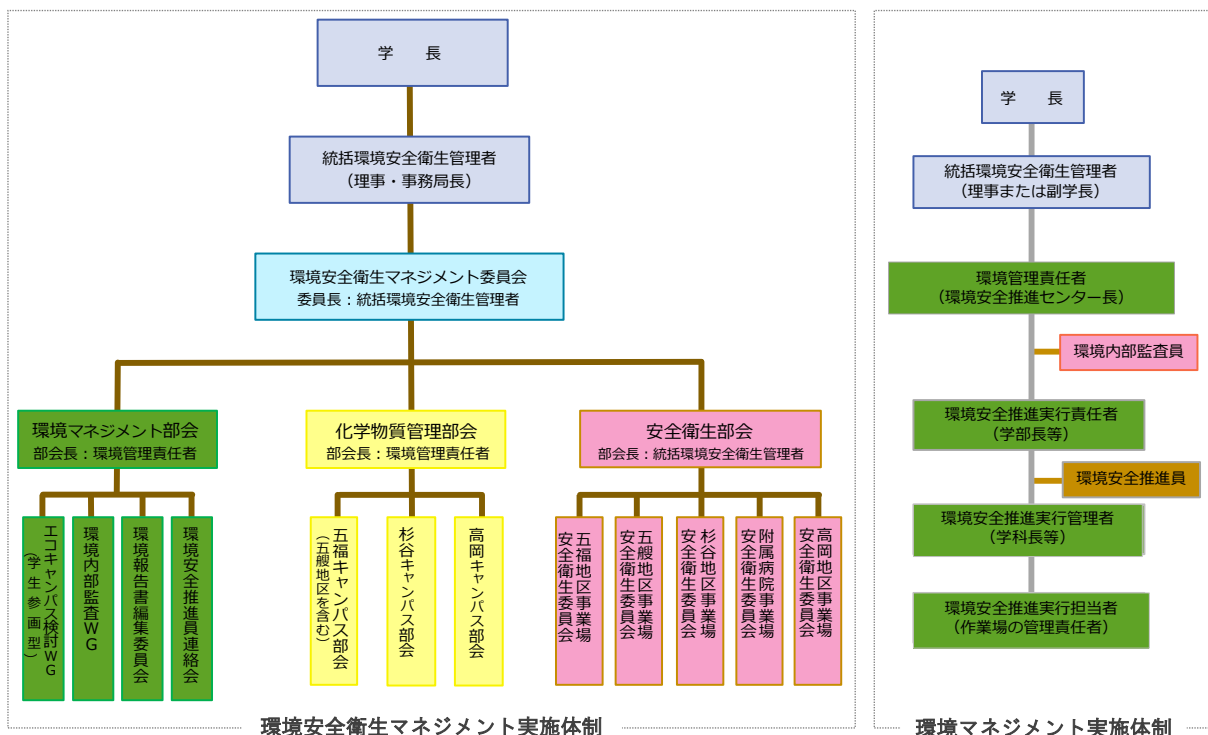 学　長
統括環境安全衛生管理者
（理事・事務局長）
環境安全衛生マネジメント委員会
委員長：統括環境安全衛生管理者
環境マネジメント部会
部会長：環境管理責任者
化学物質管理部会
部会長：環境管理責任者
安全衛生部会
部会長：統括環境安全衛生管理者
エコキャンパス検討WG
（学生参画型）
環境内部監査WG
環境報告書編集委員会
環境安全推進員連絡会
五福キャンパス部会
（五艘地区を含む）
杉谷キャンパス部会
高岡キャンパス部会
五福地区事業場
安全衛生委員会
五艘地区事業場
安全衛生委員会
杉谷地区事業場
安全衛生委員会
附属病院事業場
安全衛生委員会
高岡地区事業場
安全衛生委員会
環境安全衛生マネジメント実施体制
学　長
統括環境安全衛生管理者
（理事または副学長）
環境管理責任者
（環境安全推進センター長）
環境内部監査員
環境安全推進実行責任者
（学部長等）
環境安全推進員
環境安全推進実行管理者
（学科長等）
環境安全推進実行担当者
（作業場の管理責任者）
環境マネジメント実施体制